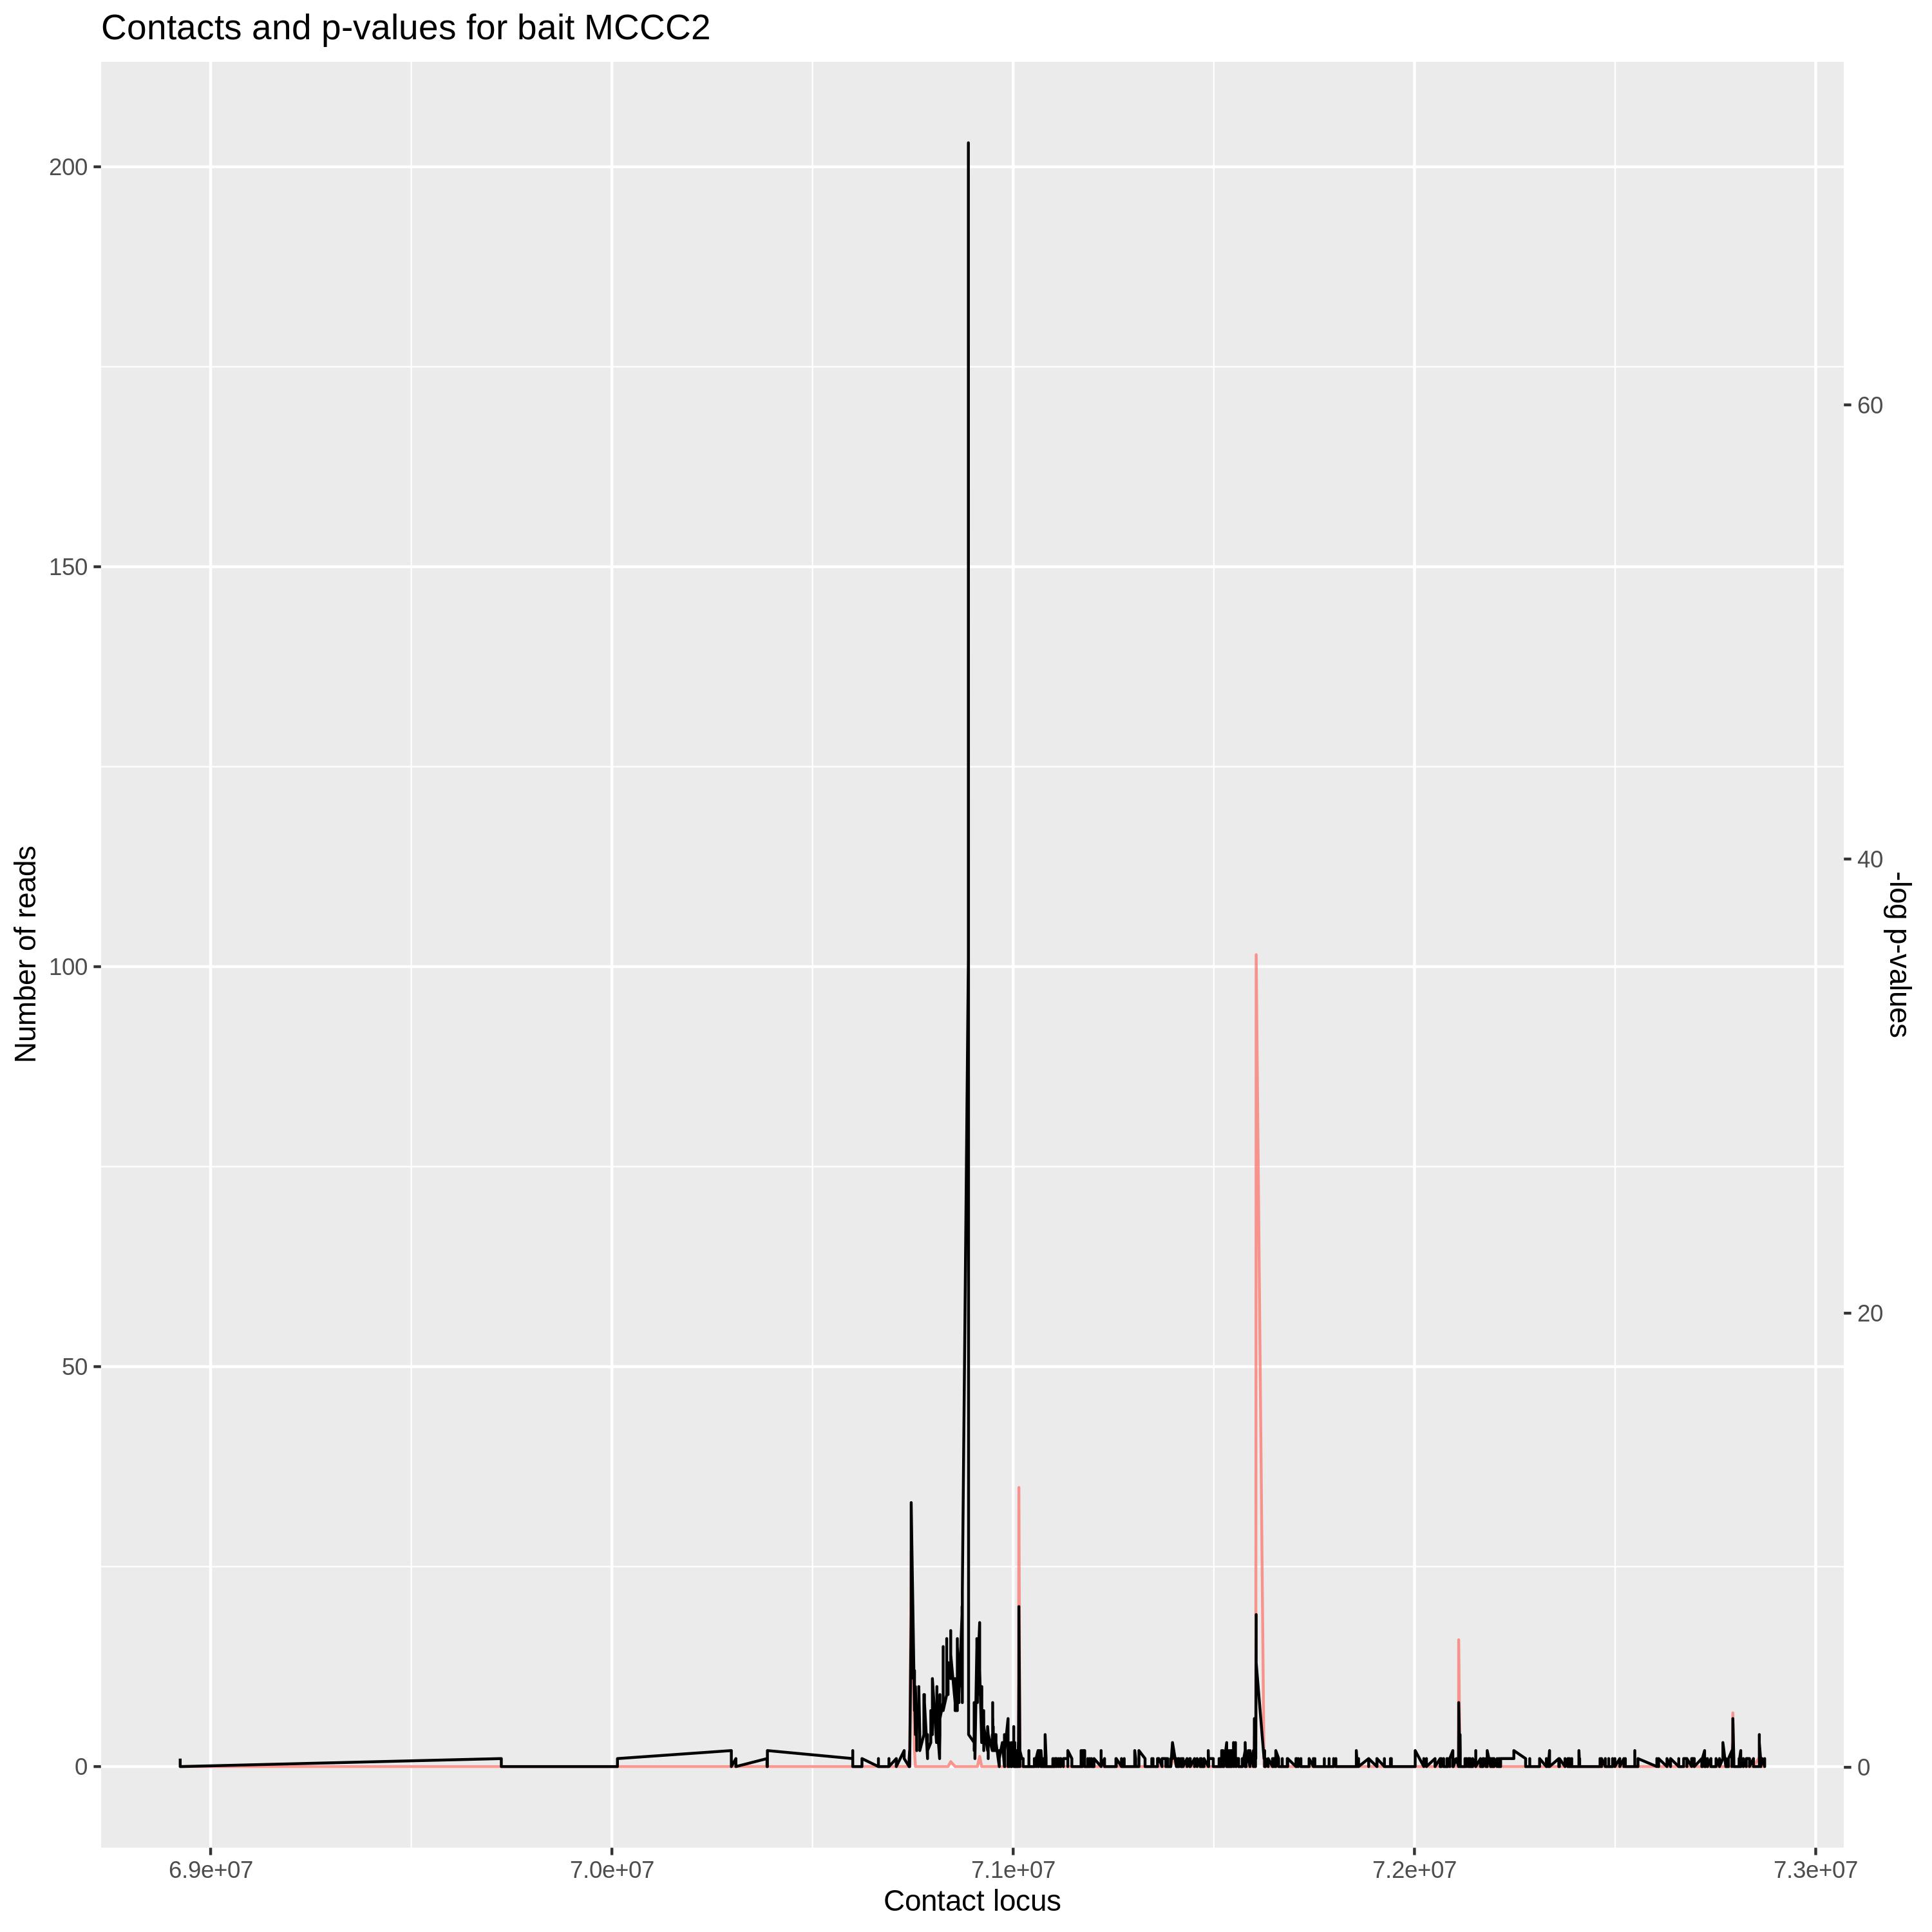 Contacts and p-values for bait MCCC2
200
150
100
50
0
Number of reads
60
40
20
0
-log p-values
6.9e+07 7.0e+07 7.1e+07 7.2e+07 7.3e+07
Contact locus